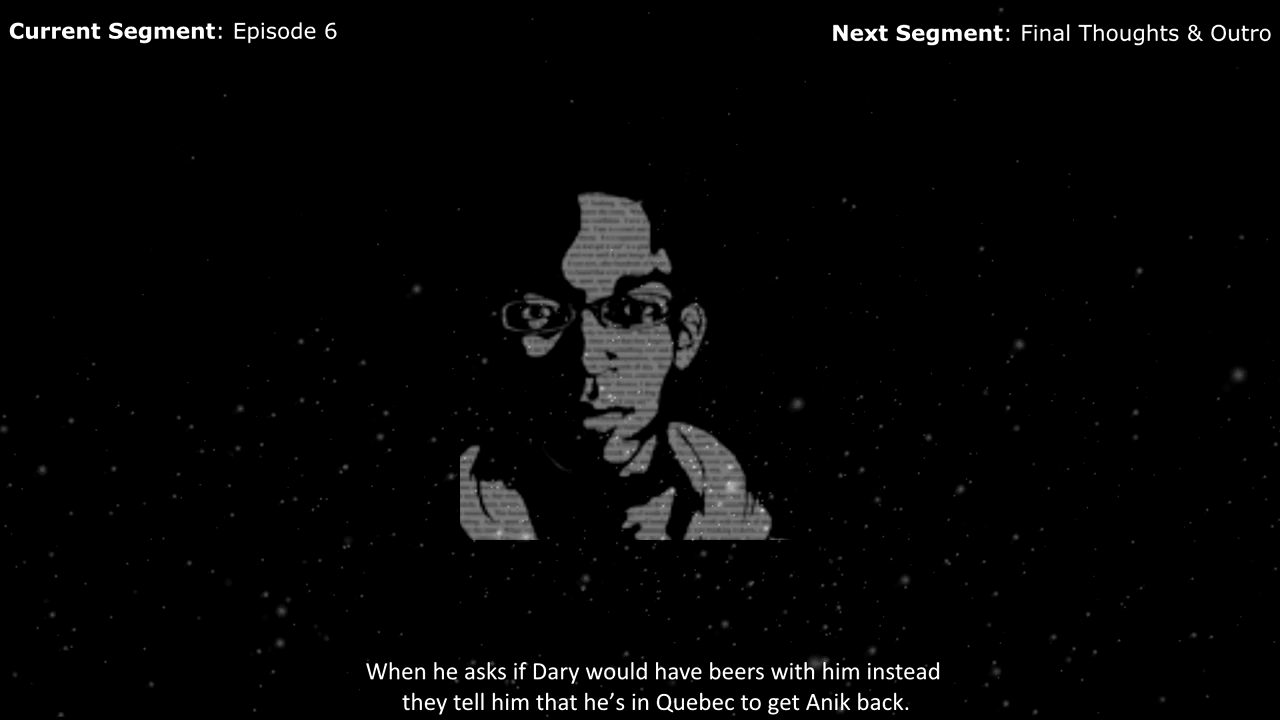 Current Segment: Episode 6
Next Segment: Final Thoughts & Outro
When he asks if Dary would have beers with him instead
they tell him that he’s in Quebec to get Anik back.